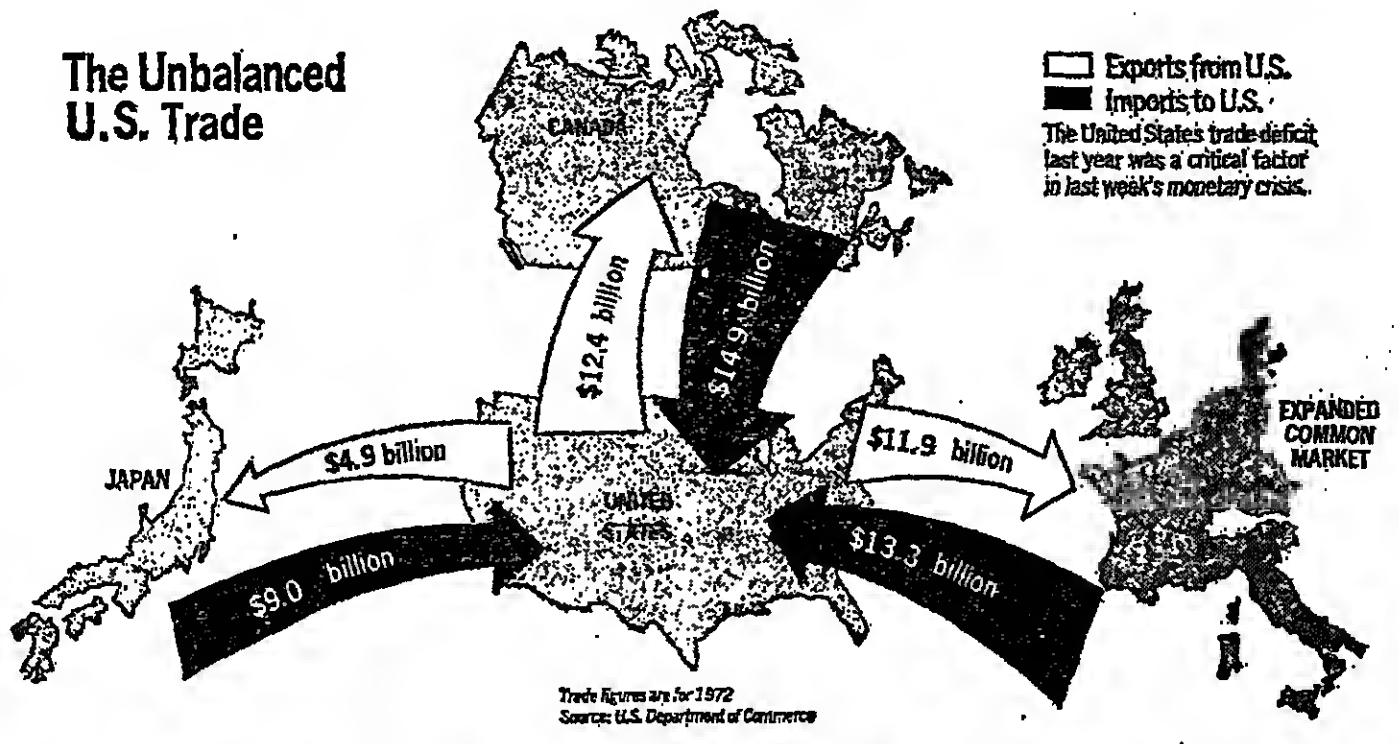 The Unbalanced
U.S. Trade
Exports from U.S.
Imports to U.S.
The United States trade deficit
last year was a critical factor
in last week's monetary crisis.
CANADA
$12.4 billion
$14.9 billion
JAPAN
$4.9 billion
$9.0 billion
UNITED
STATES
$11.9 billion
$13.3 billion
EXPANDED
COMMON
MARKET
Trade figures are for 1972
Source: U.S. Department of Commerce